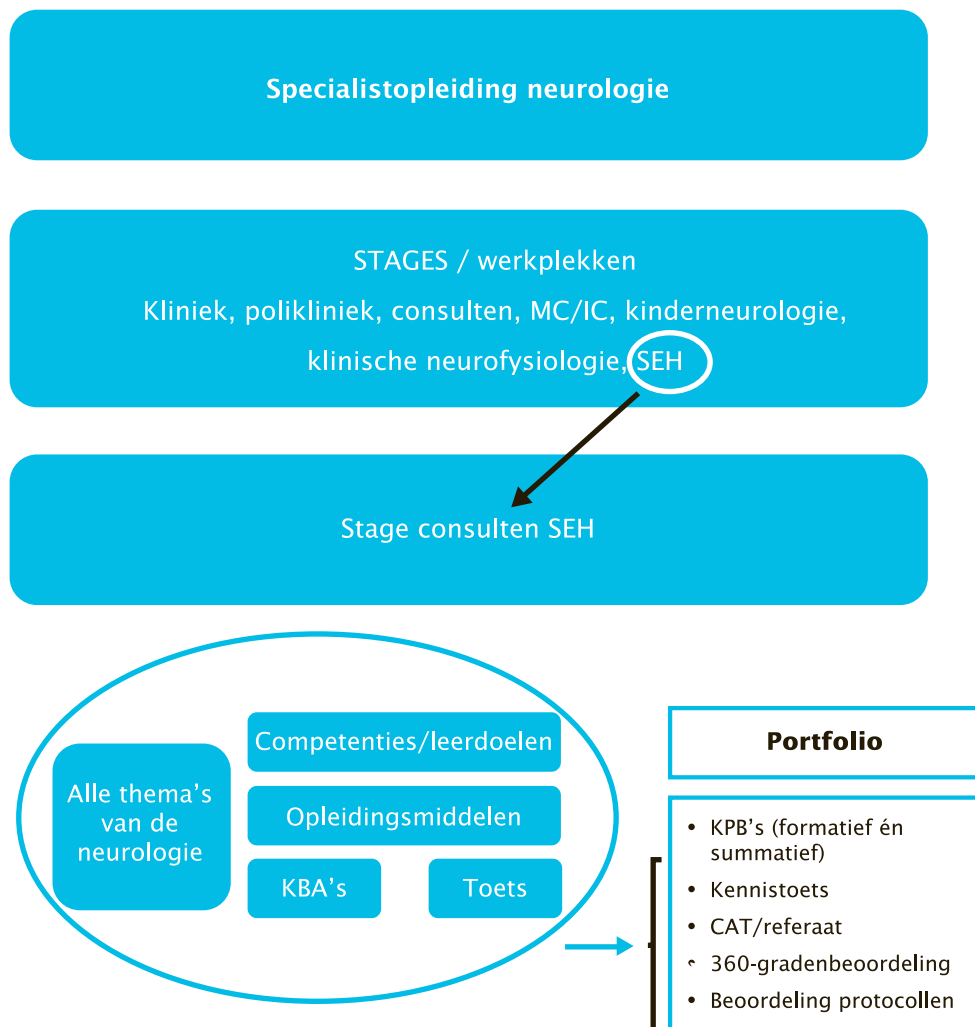 Specialistopleiding neurologie
STAGES / werkplekken
Kliniek, polikliniek, consulten, MC/IC, kinderneurologie,
klinische neurofysiologie, SEH
Stage consulten SEH
Alle thema's
van de
neurologie
Competenties/leerdoelen
Opleidingsmiddelen
KBA's
Toets
Portfolio
• KPB's (formatief én
summatief)
• Kennistoets
• CAT/referaat
• 360-gradenbeoordeling
• Beoordeling protocollen